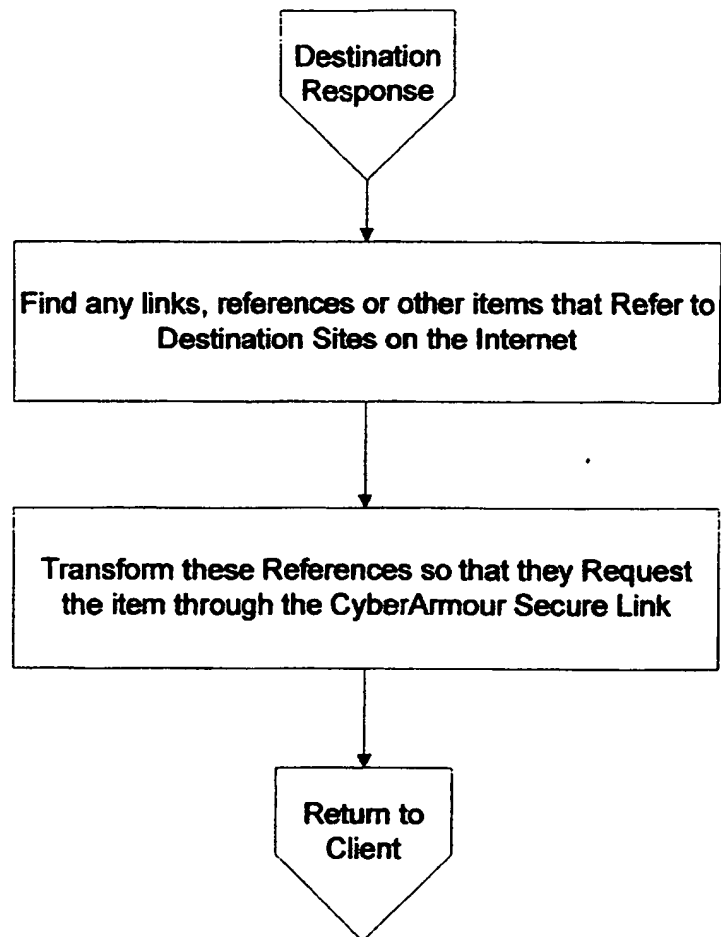 Destination
Response
Find any links, references or other items that Refer to
Destination Sites on the Internet
Transform these References so that they Request
the item through the CyberArmour Secure Link
Return to
Client